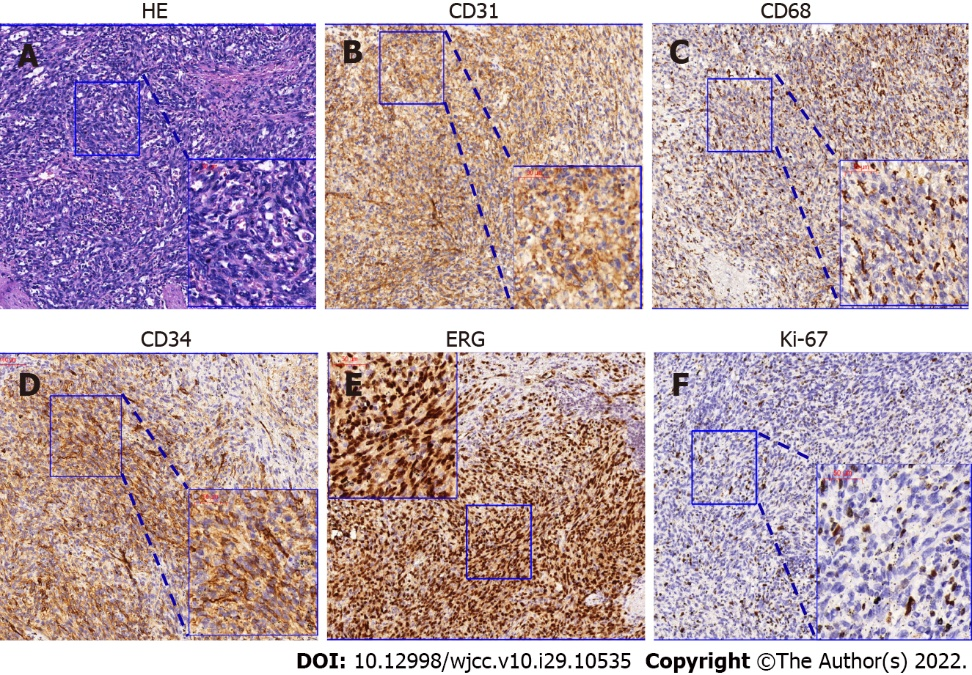 HE
CD31
CD68
A
B
C
CD34
ERG
Ki-67
D
E
F
DOI: 10.12998/wjcc.v10.i29.10535 Copyright ©The Author(s) 2022.